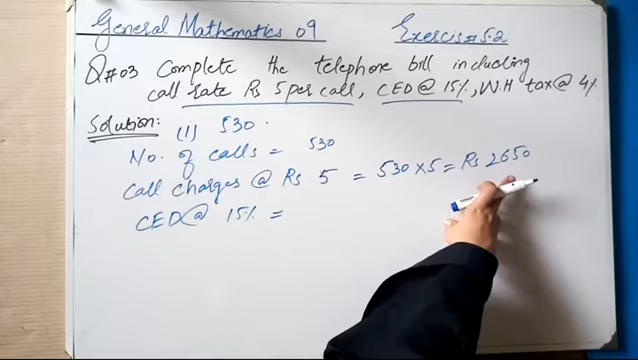 General Mathematics 09 Exercise# 5.2
Q#03 Complete the telephone bill including
call rate Rs 5 per call, CED@ 15%, W.H tax@ 4%
Solution: (1) 530.
No. of calls = 530
Call charges @ Rs 5 = 530×5 = Rs 2650
CED@ 15% =